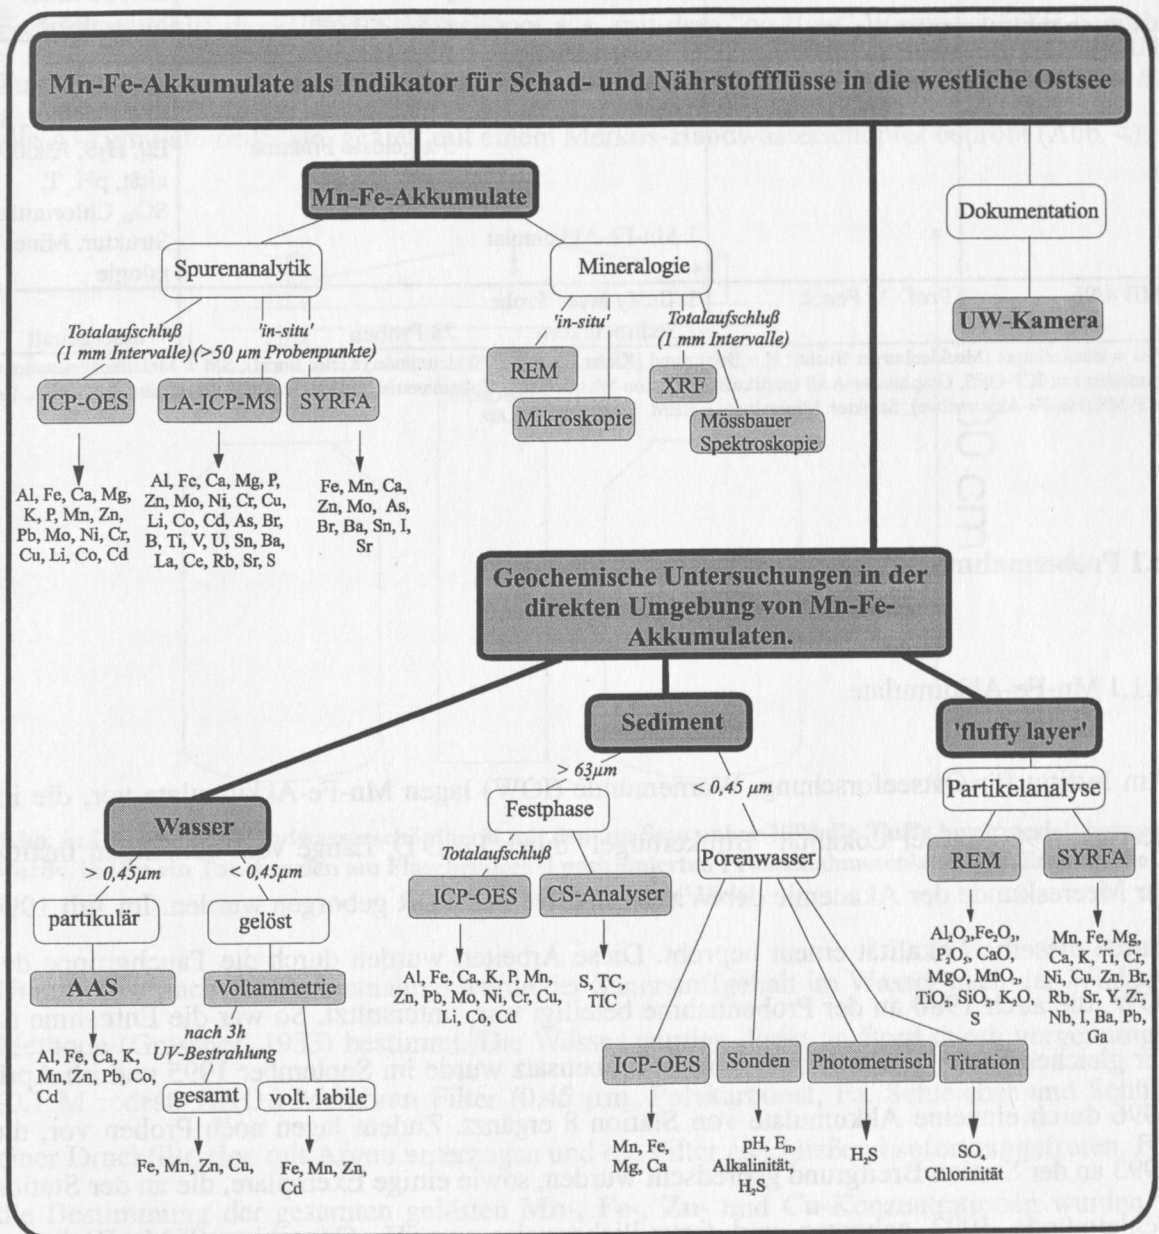 Mn-Fe-Akkumulate als Indikator für Schad- und Nährstoffflüsse in die westliche Ostsee
Mn-Fe-Akkumulate
Spurenanalytik
Totalaufschluß
(1 mm Intervalle)
'in-situ'
(>50 µm Probenpunkte)
ICP-OES
LA-ICP-MS
SYRFA
Al, Fe, Ca, Mg,
K, P, Mn, Zn,
Pb, Mo, Ni, Cr,
Cu, Li, Co, Cd
Al, Fe, Ca, Mg, P,
Zn, Mo, Ni, Cr, Cu,
Li, Co, Cd, As, Br,
B, Ti, V, U, Sn, Ba,
La, Ce, Rb, Sr, S
Fe, Mn, Ca,
Zn, Mo, As,
Br, Ba, Sn, I,
Sr
Mineralogie
'in-situ'
REM
Mikroskopie
Totalaufschluß
(1 mm Intervalle)
XRF
Mössbauer
Spektroskopie
Dokumentation
UW-Kamera
Geochemische Untersuchungen in der
direkten Umgebung von Mn-Fe-
Akkumulaten.
Wasser
> 0,45µm
partikulär
AAS
Al, Fe, Ca, K,
Mn, Zn, Pb, Co,
Cd
< 0,45µm
gelöst
Voltammetrie
nach 3h
UV-Bestrahlung
gesamt
Fe, Mn, Zn, Cu,
volt. labile
Fe, Mn, Zn,
Cd
Sediment
> 63µm
Festphase
Totalaufschluß
ICP-OES
CS-Analyser
Al, Fe, Ca, K, P, Mn,
Zn, Pb, Mo, Ni, Cr, Cu,
Li, Co, Cd
S, TC,
TIC
< 0,45 µm
Porenwasser
ICP-OES
Sonden
Photometrisch
Titration
Mn, Fe,
Mg, Ca
pH, Eₕ,
Alkalinität,
H₂S
H₂S
SO₄
Chlorinität
'fluffy layer'
Partikelanalyse
REM
SYRFA
Al₂O₃,Fe₂O₃,
P₂O₅, CaO,
MgO, MnO₂,
TiO₂, SiO₂, K₂O,
Mn, Fe, Mg,
Ca, K, Ti, Cr,
Ni, Cu, Zn, Br,
Rb, Sr, Y, Zr,
Nb, I, Ba, Pb,
Ga